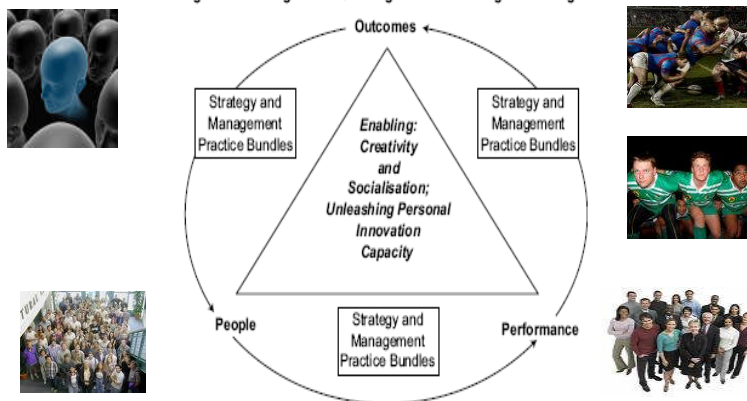 Outcomes
Strategy and
Management
Practice Bundles
Strategy and
Management
Practice Bundles
Enabling:
Creativity
and
Socialisation;
Unleashing Personal
Innovation
Capacity
People
Strategy and
Management
Practice Bundles
Performance